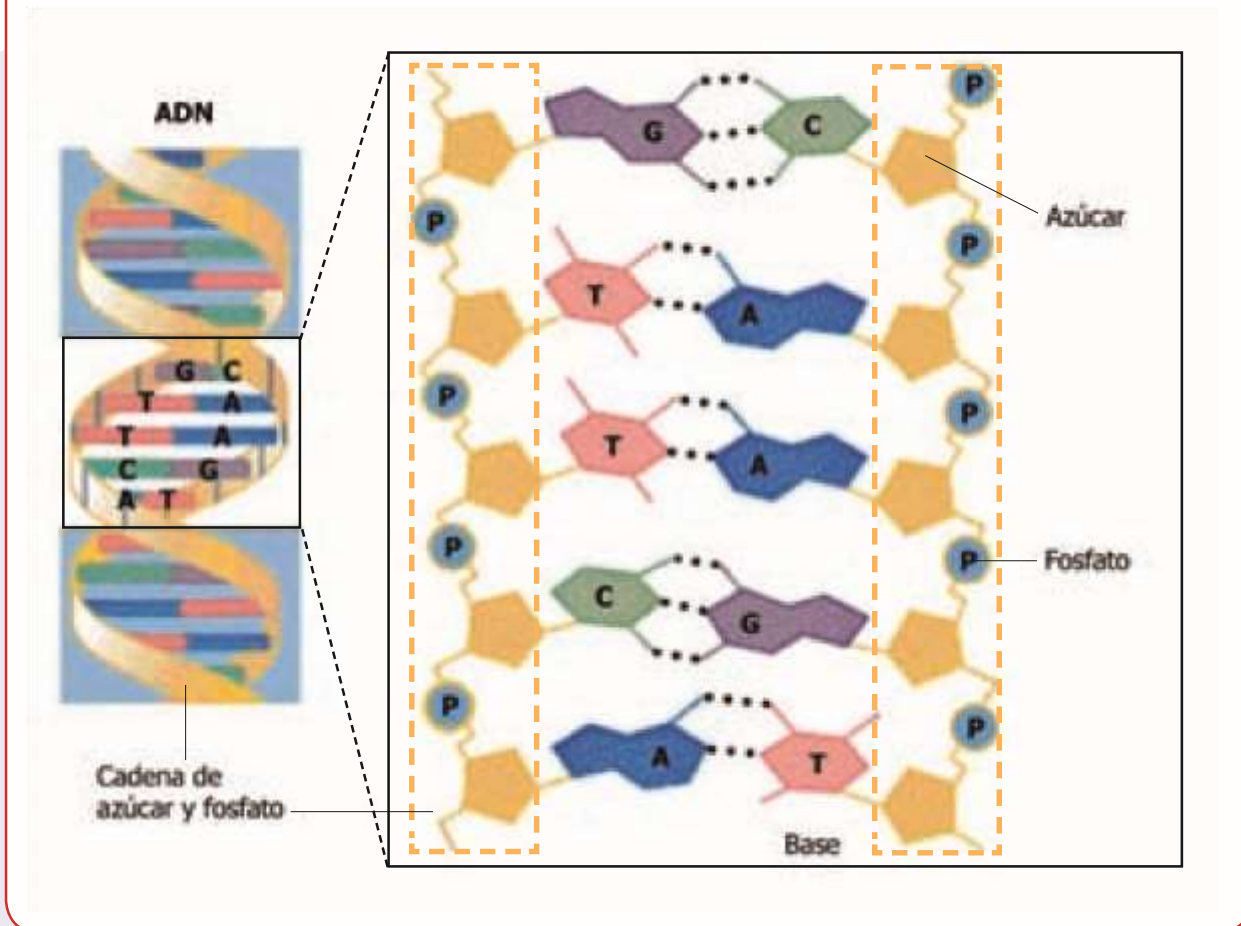 ADN
G C
T A
T A
C G
A T
Cadena de
azúcar y fosfato
P
G C
Azúcar
P
P
T A
P
P
T A
P
Fosfato
P
C G
P
P
A T
Base